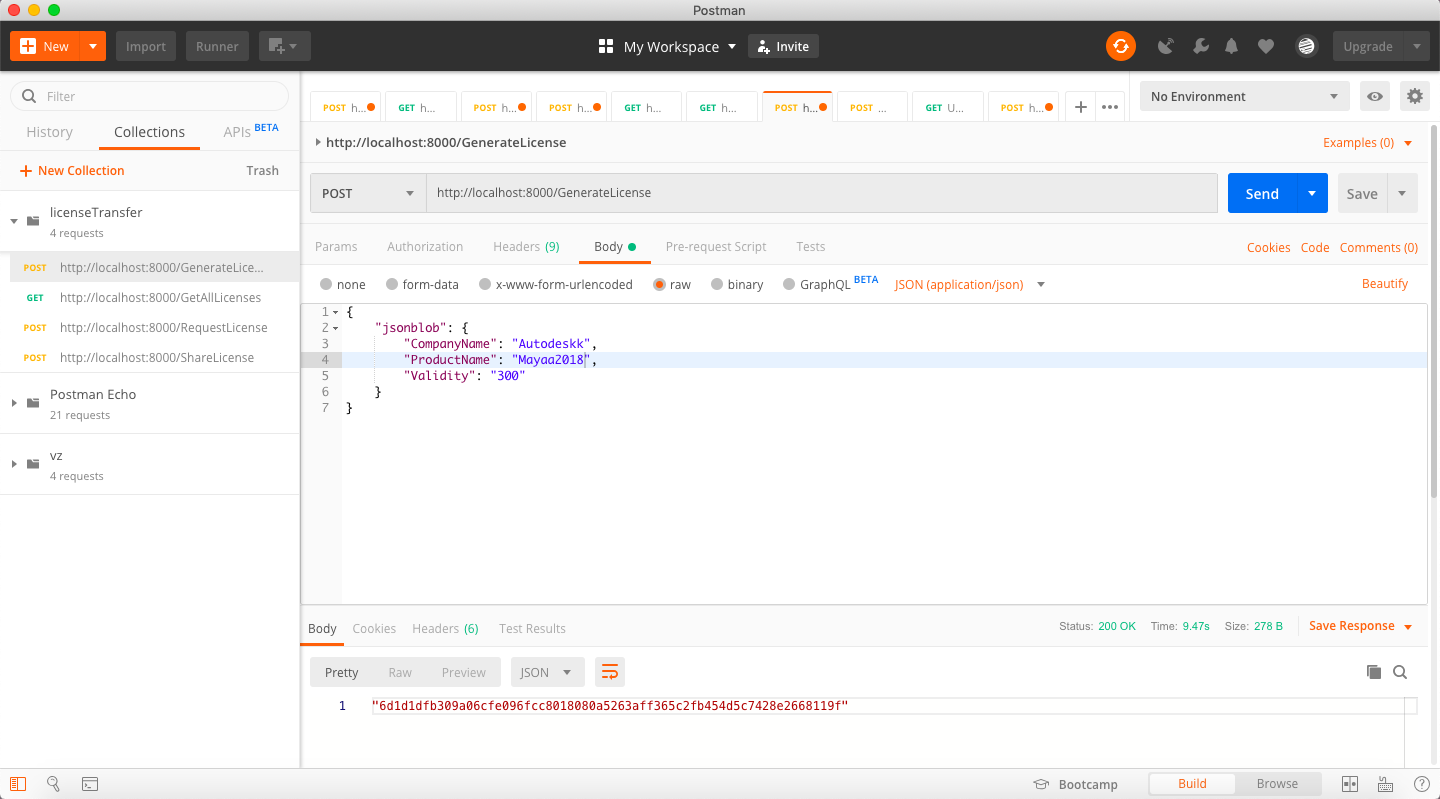 Postman
New Import Runner My Workspace Invite Upgrade
Filter
History Collections APIs BETA
New Collection Trash
licenseTransfer
4 requests
POST http://localhost:8000/GenerateLice...
GET http://localhost:8000/GetAllLicenses
POST http://localhost:8000/RequestLicense
POST http://localhost:8000/ShareLicense
Postman Echo
21 requests
vz
4 requests
POST h... GET h... POST h... POST h... GET h... GET h... POST h... POST ... GET U... POST h... No Environment
http://localhost:8000/GenerateLicense Examples (0)
POST http://localhost:8000/GenerateLicense Send Save
Params Authorization Headers (9) Body Pre-request Script Tests Cookies Code Comments (0)
none form-data x-www-form-urlencoded raw binary GraphQL BETA JSON (application/json) Beautify
1 {
2 "jsonblob": {
3 "CompanyName": "Autodeskk",
4 "ProductName": "Mayaa2018",
5 "Validity": "300"
6 }
7 }
Body Cookies Headers (6) Test Results Status: 200 OK Time: 9.47s Size: 278 B Save Response
Pretty Raw Preview JSON
1 "6d1d1dfb309a06cfe096fcc8018080a5263aff365c2fb454d5c7428e2668119f"
Bootcamp Build Browse